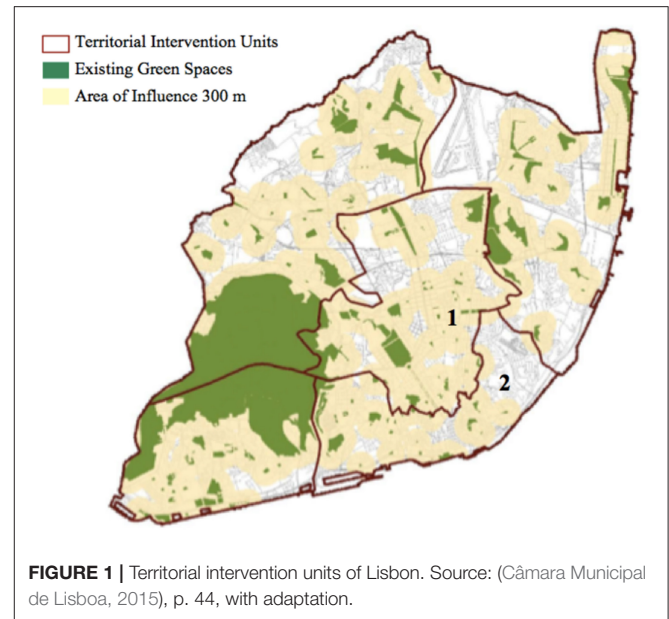 Territorial Intervention Units
Existing Green Spaces
Area of Influence 300 m
1
2
FIGURE 1 | Territorial intervention units of Lisbon. Source: (Câmara Municipal
de Lisboa, 2015), p. 44, with adaptation.